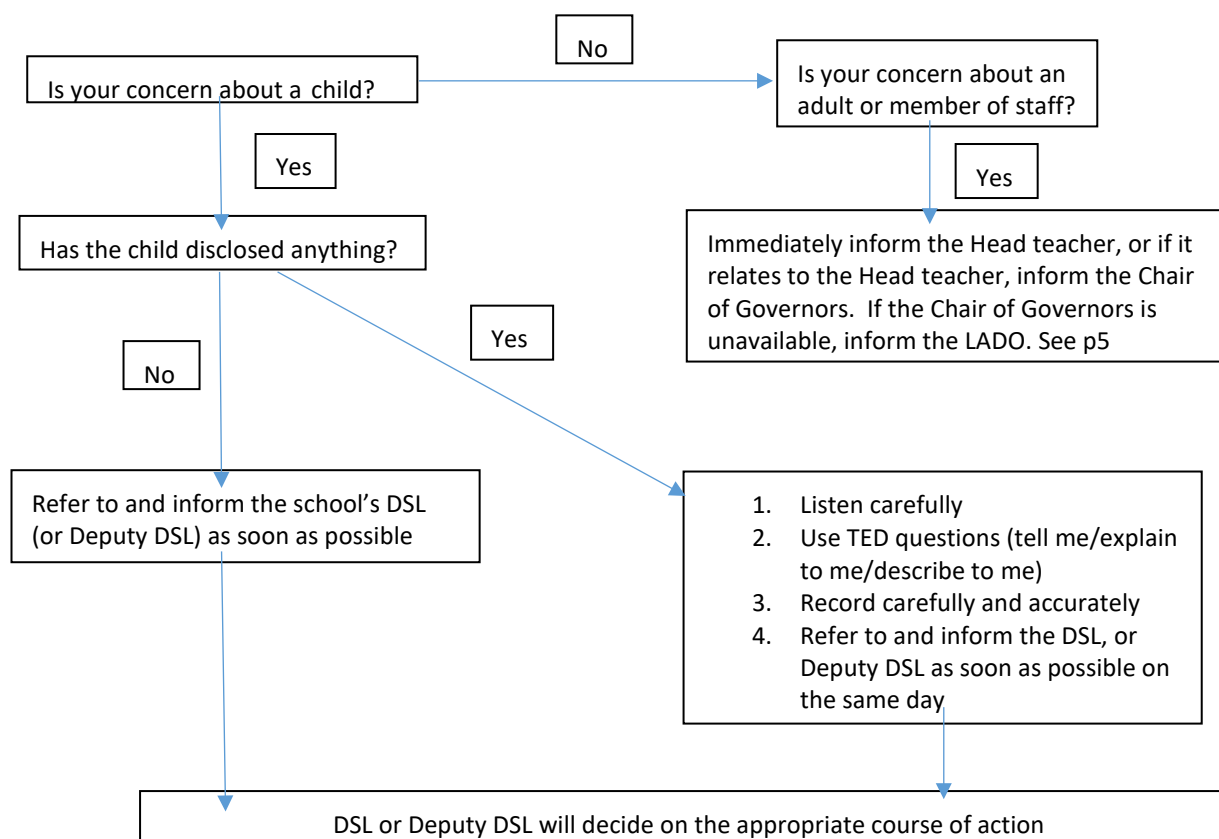 No
Is your concern about a child?
Is your concern about an
adult or member of staff?
Yes
Yes
Has the child disclosed anything?
Immediately inform the Head teacher, or if it
relates to the Head teacher, inform the Chair
of Governors. If the Chair of Governors is
unavailable, inform the LADO. See p5
Yes
No
Refer to and inform the school’s DSL
(or Deputy DSL) as soon as possible
1. Listen carefully
2. Use TED questions (tell me/explain
to me/describe to me)
3. Record carefully and accurately
4. Refer to and inform the DSL, or
Deputy DSL as soon as possible on
the same day
DSL or Deputy DSL will decide on the appropriate course of action